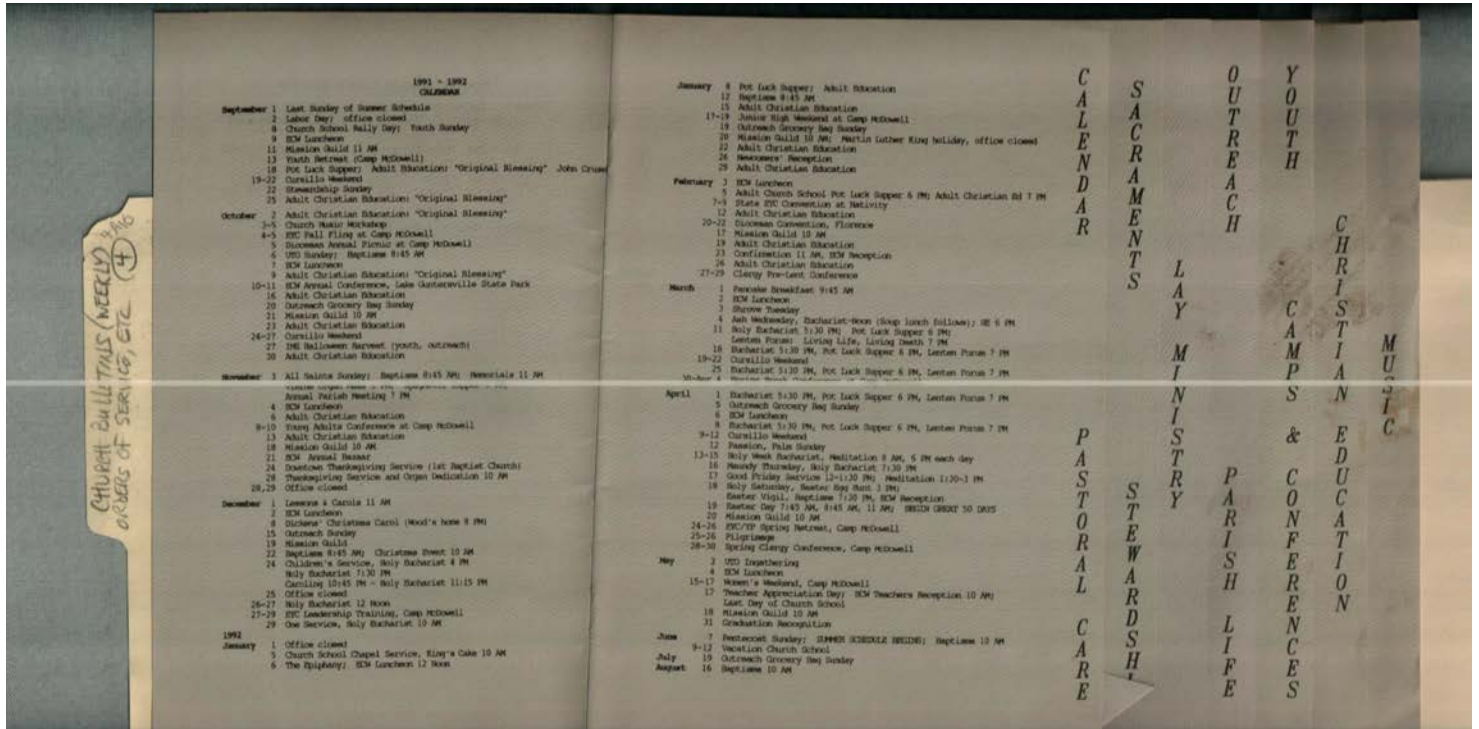 CHURCH BULLETINS (WEEKLY)
ORDERS OF SERVICE, ETC
4
1991 - 1992
CALENDAR
September 1 Last Sunday of Summer Schedule
2 Labor Day; office closed
8 Church School Rally Day; Youth Sunday
9 ECW Luncheon
11 Mission Guild 11 AM
13 Youth Retreat (Camp McDowell)
18 Pot Luck Supper; Adult Education: "Original Blessing" John
19-22 Cursillo Weekend
22 Stewardship Sunday
25 Adult Christian Education: "Original Blessing"
October 2 Adult Christian Education: "Original Blessing"
3-5 Church Music Workshop
4-5 EYC Fall Fling at Camp McDowell
5 Diocesan Annual Picnic at Camp McDowell
6 UTO Sunday; Baptisms 8:45 AM
7 ECW Luncheon
9 Adult Christian Education: "Original Blessing"
10-11 ECW Annual Conference, Lake Guntersville State Park
16 Adult Christian Education
20 Outreach Grocery Bag Sunday
21 Mission Guild 10 AM
23 Adult Christian Education
24-27 Cursillo Weekend
27 Halloween Harvest (youth, outreach)
30 Adult Christian Education
November 3 All Saints Sunday; Baptisms 8:45 AM; Memorials 11 AM
Annual Parish Meeting 7 PM
4 ECW Luncheon
6 Adult Christian Education
8-10 Young Adults Conference at Camp McDowell
13 Adult Christian Education
18 Mission Guild 10 AM
21 ECW Annual Bazaar
24 Downtown Thanksgiving Service (1st Baptist Church)
28 Thanksgiving Service and Organ Dedication 10 AM
28,29 Office closed
December 1 Lessons & Carols 11 AM
2 ECW Luncheon
8 Dickens' Christmas Carol (Wood's home 8 PM)
15 Outreach Sunday
19 Mission Guild
22 Baptisms 8:45 AM; Christmas Event 10 AM
24 Children's Service, Holy Eucharist 4 PM
Holy Eucharist 7:30 PM
Caroling 10:45 PM - Holy Eucharist 11:15 PM
25 Office closed
26-27 Holy Eucharist 12 Noon
27-29 EYC Leadership Training, Camp McDowell
29 One Service, Holy Eucharist 10 AM
1992
January 1 Office closed
5 Church School Chapel Service, King's Cake 10 AM
6 The Epiphany; ECW Luncheon 12 Noon
January 8 Pot Luck Supper; Adult Education
12 Baptisms 8:45 AM
15 Adult Christian Education
17-19 Junior High Weekend at Camp McDowell
19 Outreach Grocery Bag Sunday
20 Mission Guild 10 AM; Martin Luther King holiday, office closed
22 Adult Christian Education
26 Newcomers' Reception
29 Adult Christian Education
February 3 ECW Luncheon
5 Adult Church School Pot Luck Supper 6 PM; Adult Christian Ed 7 PM
7-9 State EYC Convention at Nativity
12 Adult Christian Education
20-22 Diocesan Convention, Florence
17 Mission Guild 10 AM
19 Adult Christian Education
23 Confirmation 11 AM, ECW Reception
26 Adult Christian Education
27-29 Clergy Pre-Lent Conference
March 1 Pancake Breakfast 9:45 AM
2 ECW Luncheon
3 Shrove Tuesday
4 Ash Wednesday, Eucharist-Noon (Soup lunch follows); HE 6 PM
11 Holy Eucharist 5:30 PM; Pot Luck Supper 6 PM;
Lenten Forum: Living Life, Living Death 7 PM
18 Eucharist 5:30 PM, Pot Luck Supper 6 PM, Lenten Forum 7 PM
19-22 Cursillo Weekend
25 Eucharist 5:30 PM, Pot Luck Supper 6 PM, Lenten Forum 7 PM
April 1 Eucharist 5:30 PM, Pot Luck Supper 6 PM, Lenten Forum 7 PM
5 Outreach Grocery Bag Sunday
6 ECW Luncheon
8 Eucharist 5:30 PM, Pot Luck Supper 6 PM, Lenten Forum 7 PM
9-12 Cursillo Weekend
12 Passion, Palm Sunday
13-15 Holy Week Eucharist, Meditation 8 AM, 6 PM each day
16 Maundy Thursday, Holy Eucharist 7:30 PM
17 Good Friday Service 12-1:30 PM; Meditation 1:30-3 PM
18 Holy Saturday, Easter Egg Hunt 3 PM;
Easter Vigil, Baptisms 7:30 PM, ECW Reception
19 Easter Day 7:45 AM, 8:45 AM, 11 AM; BEGIN GREAT 50 DAYS
20 Mission Guild 10 AM
24-26 EYC/YP Spring Retreat, Camp McDowell
25-26 Pilgrimage
28-30 Spring Clergy Conference, Camp McDowell
May 3 UTO Ingathering
4 ECW Luncheon
15-17 Women's Weekend, Camp McDowell
17 Teacher Appreciation Day; ECW Teachers Reception 10 AM;
Last Day of Church School
18 Mission Guild 10 AM
31 Graduation Recognition
June 7 Pentecost Sunday; SUMMER SCHEDULE BEGINS; Baptisms 10 AM
9-12 Vacation Church School
July 19 Outreach Grocery Bag Sunday
August 16 Baptisms 10 AM
CALENDAR
PASTORAL CARE
SACRAMENTS
STEWARDSHI
LAY MINISTRY
OUTREACH
PARISH LIFE
YOUTH
CAMPS & CONFERENCES
CHRISTIAN EDUCATION
MUSIC